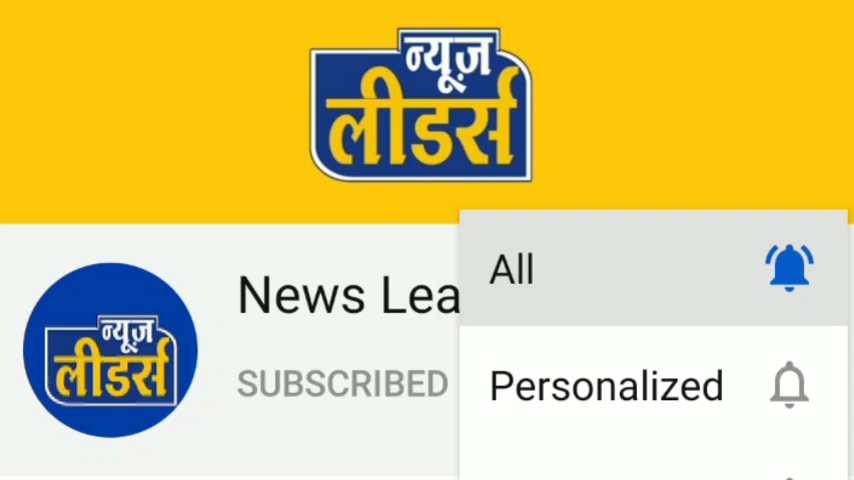 न्यूज़
लीडर्स
न्यूज़
लीडर्स
News Lea
SUBSCRIBED
All
Personalized